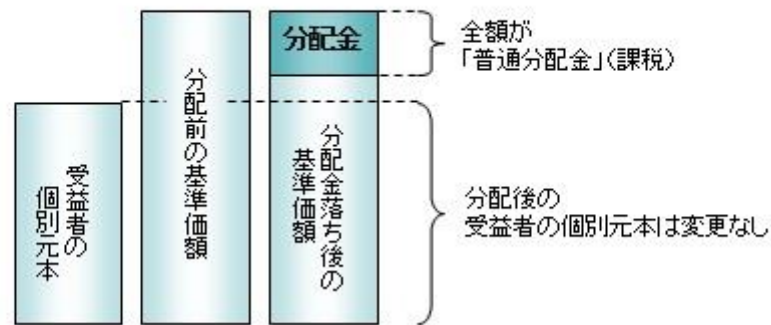 受益者の
個別元本
分配前の基準価額
分配金
分配金落ち後の
基準価額
全額が
「普通分配金」(課税)
分配後の
受益者の個別元本は変更なし